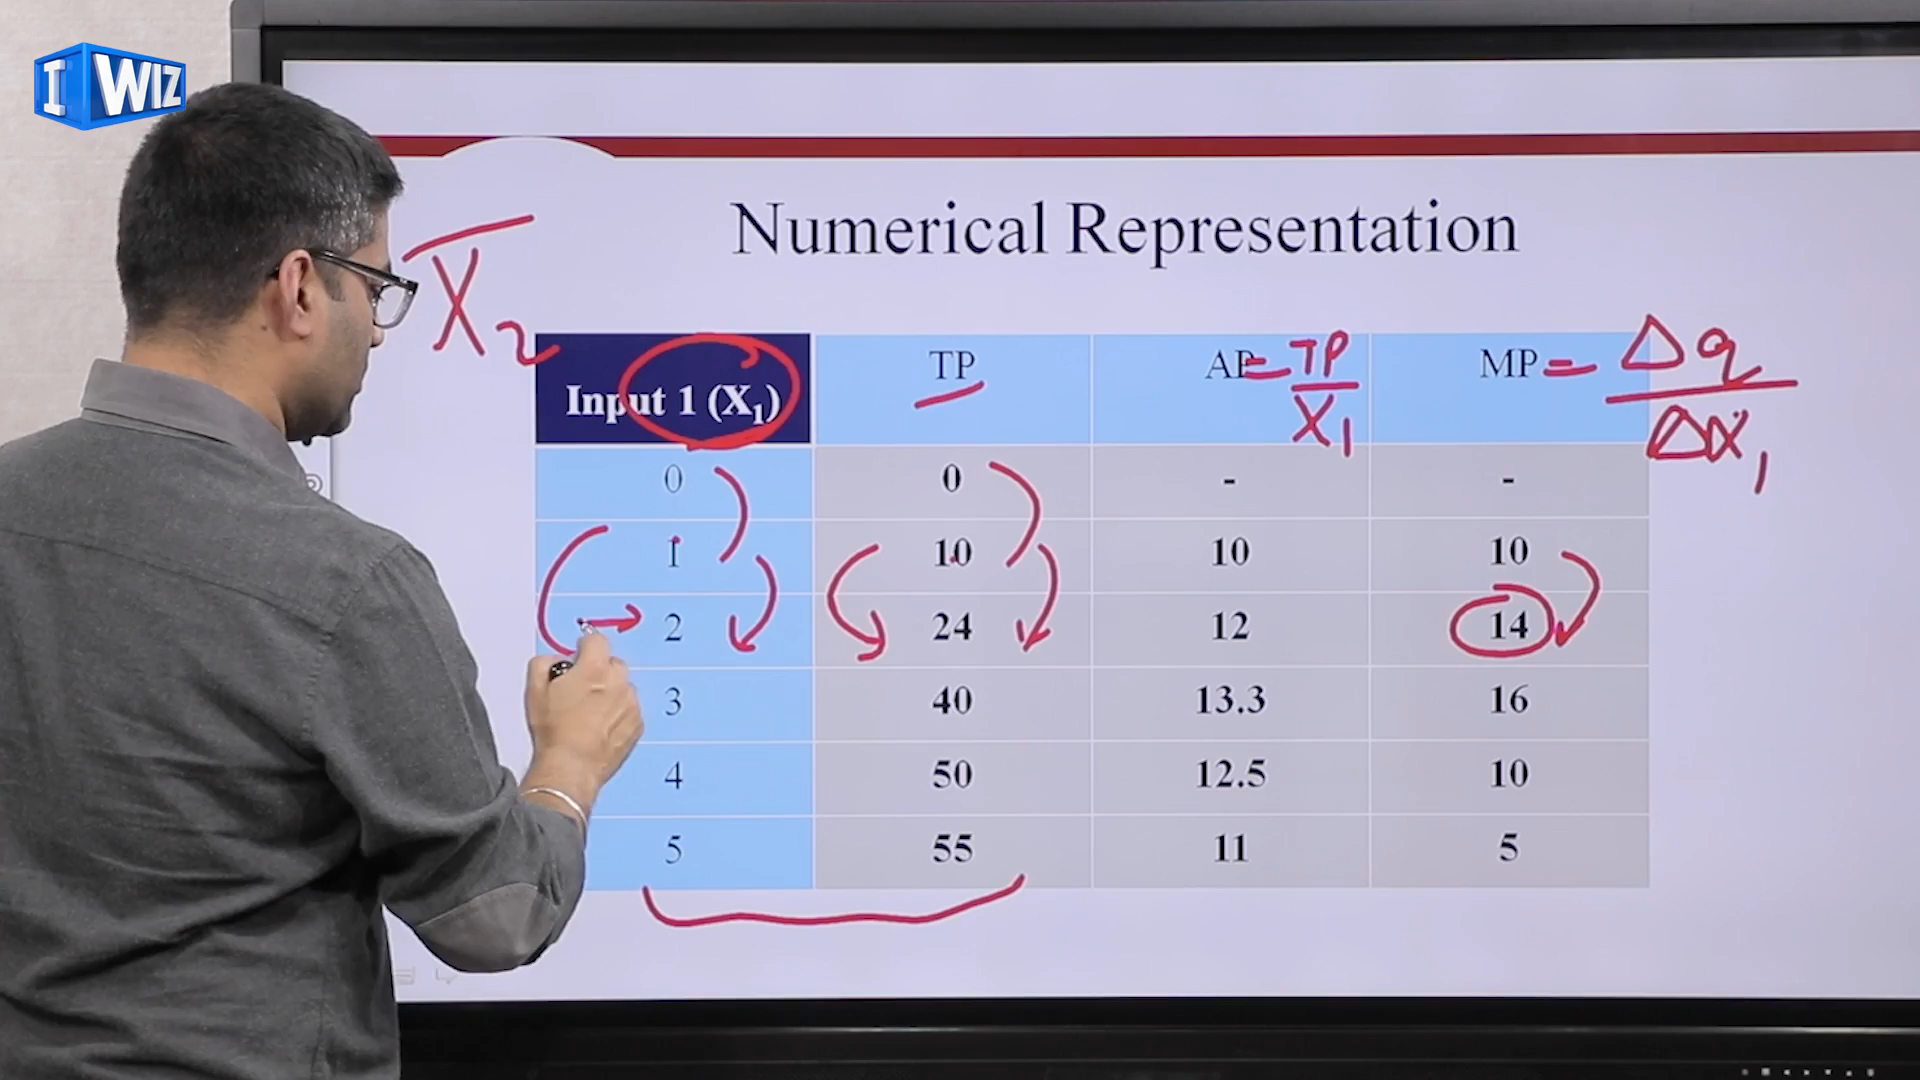 I WIZ
Numerical Representation
X̅₂
Input 1 (X₁) TP AP = TP/X₁ MP = Δq/ΔX₁
0 0 - -
1 10 10 10
2 24 12 14
3 40 13.3 16
4 50 12.5 10
5 55 11 5